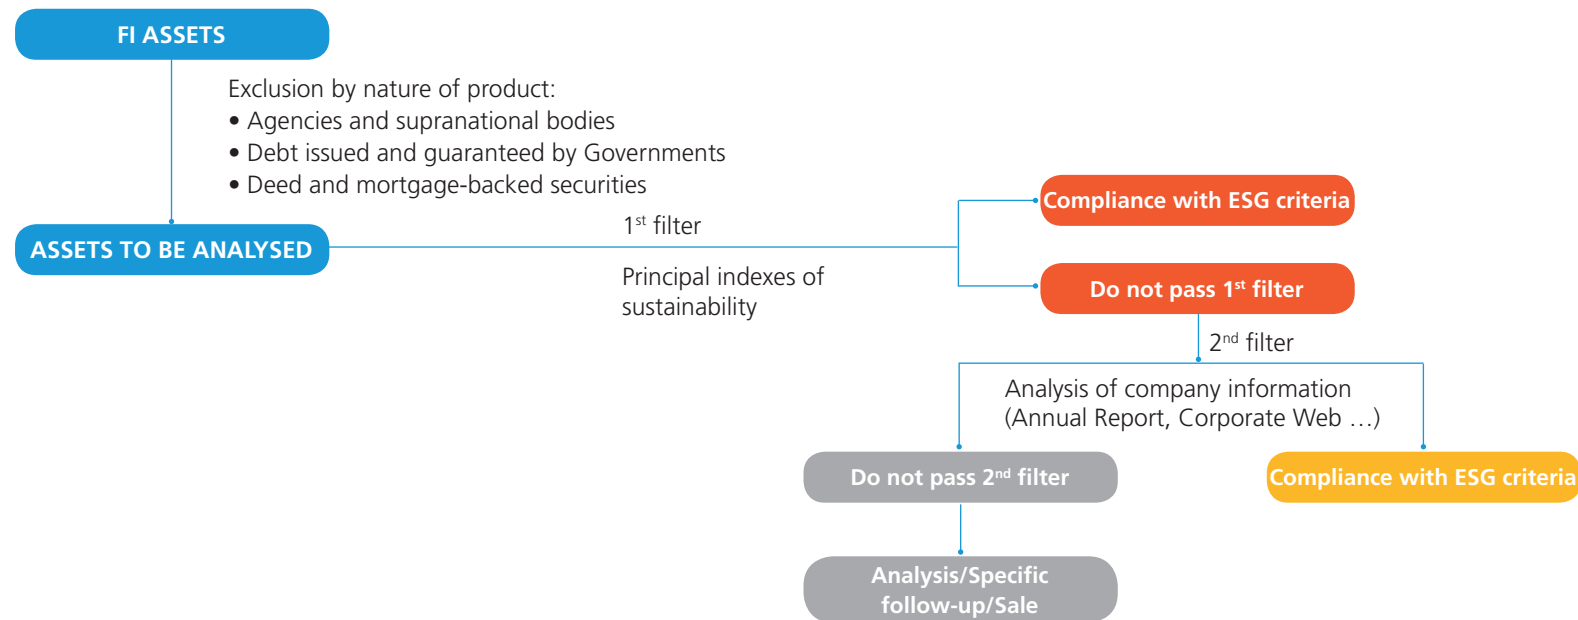 FI ASSETS
Exclusion by nature of product:
• Agencies and supranational bodies
• Debt issued and guaranteed by Governments
• Deed and mortgage-backed securities
ASSETS TO BE ANALYSED
1st filter
Principal indexes of
sustainability
Compliance with ESG criteria
Do not pass 1st filter
2nd filter
Analysis of company information
(Annual Report, Corporate Web …)
Do not pass 2nd filter
Compliance with ESG criteria
Analysis/Specific
follow-up/Sale